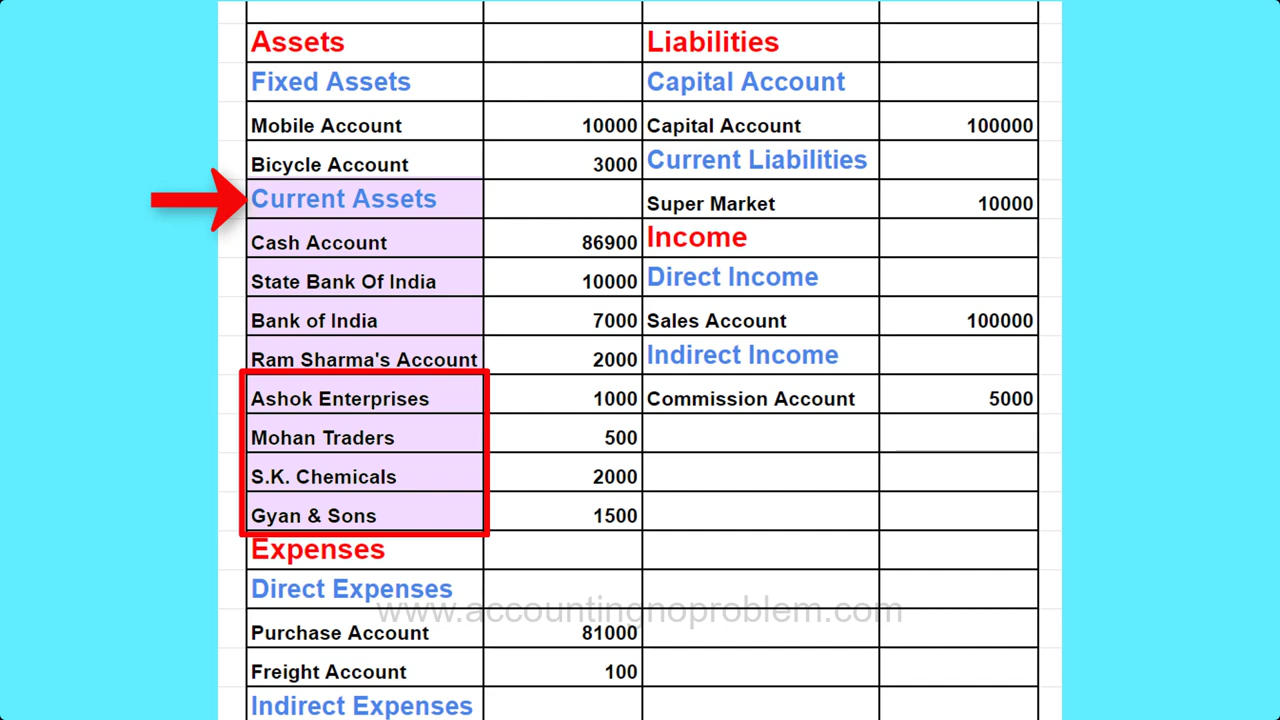 Assets Liabilities
Fixed Assets Capital Account
Mobile Account 10000 Capital Account 100000
Bicycle Account 3000 Current Liabilities
Current Assets Super Market 10000
Cash Account 86900 Income
State Bank Of India 10000 Direct Income
Bank of India 7000 Sales Account 100000
Ram Sharma's Account 2000 Indirect Income
Ashok Enterprises 1000 Commission Account 5000
Mohan Traders 500
S.K. Chemicals 2000
Gyan & Sons 1500
Expenses
Direct Expenses
www.accountingnoproblem.com
Purchase Account 81000
Freight Account 100
Indirect Expenses